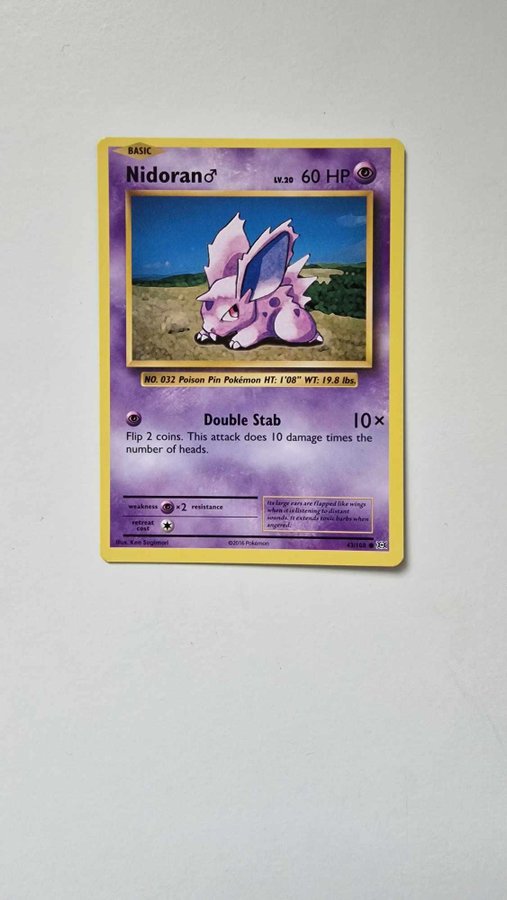 BASIC
Nidoran♂ LV.20 60 HP
NO. 032 Poison Pin Pokémon HT: 1'08" WT: 19.8 lbs.
Double Stab 10×
Flip 2 coins. This attack does 10 damage times the
number of heads.
weakness ×2 resistance
retreat
cost
Its large ears are flapped like wings
when it is listening to distant
sounds. It extends toxic barbs when
angered.
Illus. Ken Sugimori ©2016 Pokémon 43/108